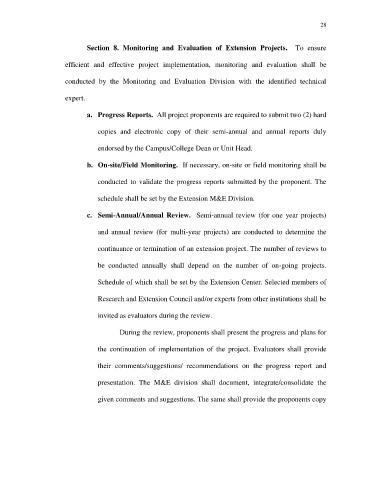 28
Section 8. Monitoring and Evaluation of Extension Projects. To ensure
efficient and effective project implementation, monitoring and evaluation shall be
conducted by the Monitoring and Evaluation Division with the identified technical
expert.
a. Progress Reports. All project proponents are required to submit two (2) hard
copies and electronic copy of their semi-annual and annual reports duly
endorsed by the Campus/College Dean or Unit Head.
b. On-site/Field Monitoring. If necessary, on-site or field monitoring shall be
conducted to validate the progress reports submitted by the proponent. The
schedule shall be set by the Extension M&E Division.
c. Semi-Annual/Annual Review. Semi-annual review (for one year projects)
and annual review (for multi-year projects) are conducted to determine the
continuance or termination of an extension project. The number of reviews to
be conducted annually shall depend on the number of on-going projects.
Schedule of which shall be set by the Extension Center. Selected members of
Research and Extension Council and/or experts from other institutions shall be
invited as evaluators during the review.
During the review, proponents shall present the progress and plans for
the continuation of implementation of the project. Evaluators shall provide
their comments/suggestions/ recommendations on the progress report and
presentation. The M&E division shall document, integrate/consolidate the
given comments and suggestions. The same shall provide the proponents copy